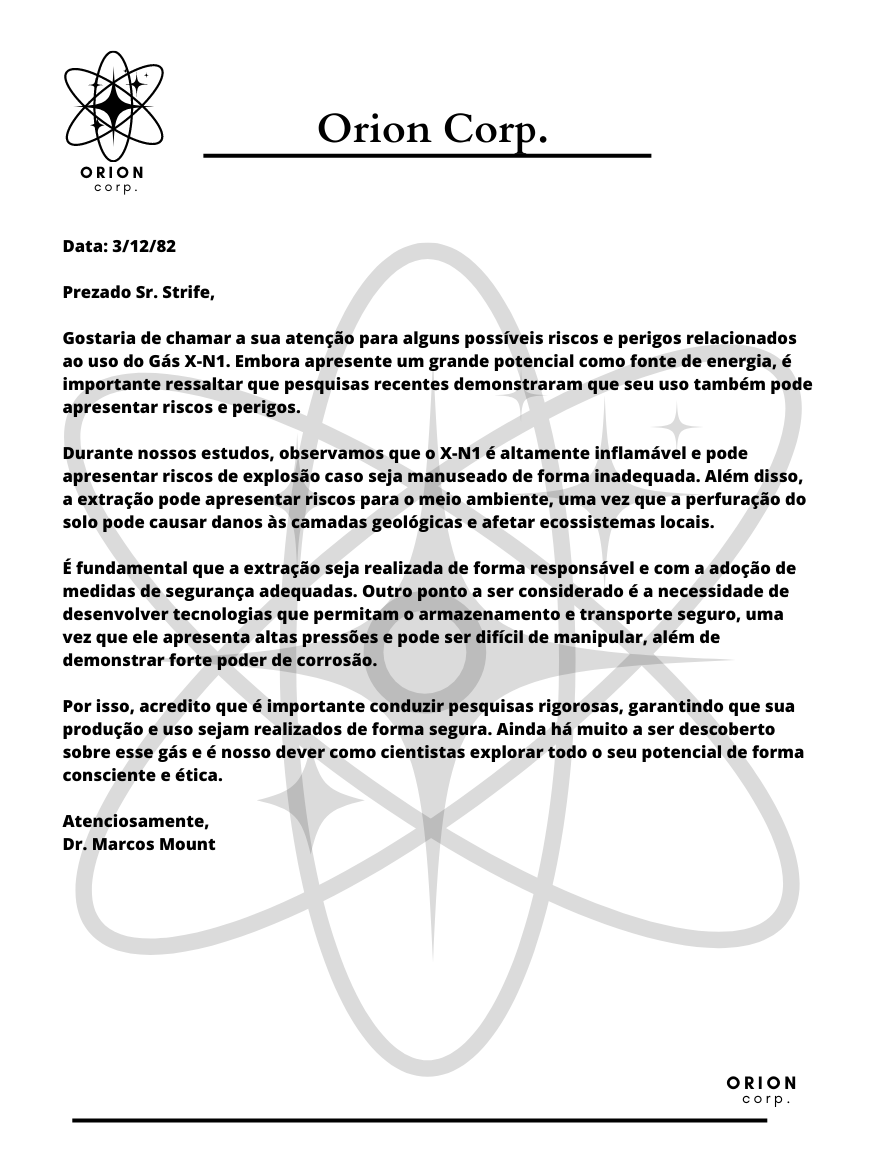 ORION
corp.
Orion Corp.
Data: 3/12/82
Prezado Sr. Strife,
Gostaria de chamar a sua atenção para alguns possíveis riscos e perigos relacionados
ao uso do Gás X-N1. Embora apresente um grande potencial como fonte de energia, é
importante ressaltar que pesquisas recentes demonstraram que seu uso também pode
apresentar riscos e perigos.
Durante nossos estudos, observamos que o X-N1 é altamente inflamável e pode
apresentar riscos de explosão caso seja manuseado de forma inadequada. Além disso,
a extração pode apresentar riscos para o meio ambiente, uma vez que a perfuração do
solo pode causar danos às camadas geológicas e afetar ecossistemas locais.
É fundamental que a extração seja realizada de forma responsável e com a adoção de
medidas de segurança adequadas. Outro ponto a ser considerado é a necessidade de
desenvolver tecnologias que permitam o armazenamento e transporte seguro, uma
vez que ele apresenta altas pressões e pode ser difícil de manipular, além de
demonstrar forte poder de corrosão.
Por isso, acredito que é importante conduzir pesquisas rigorosas, garantindo que sua
produção e uso sejam realizados de forma segura. Ainda há muito a ser descoberto
sobre esse gás e é nosso dever como cientistas explorar todo o seu potencial de forma
consciente e ética.
Atenciosamente,
Dr. Marcos Mount
ORION
corp.